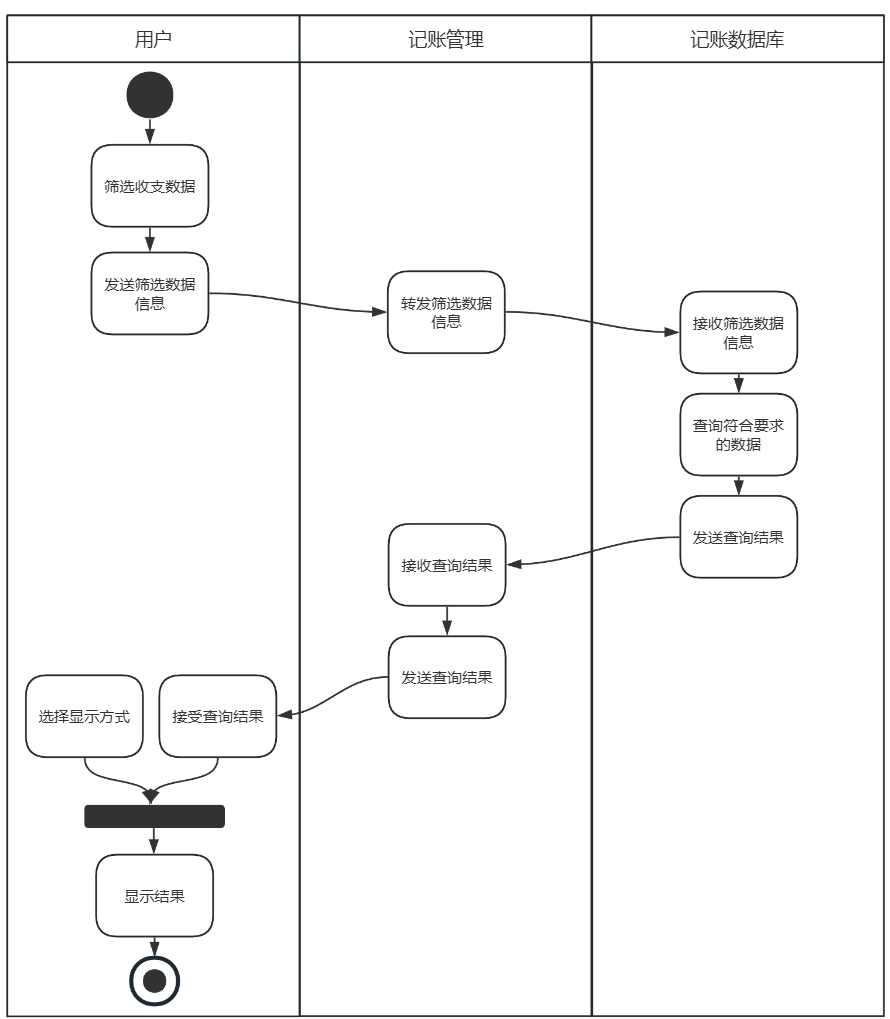 用户
记账管理
记账数据库
筛选收支数据
发送筛选数据
信息
转发筛选数据
信息
接收筛选数据
信息
查询符合要求
的数据
发送查询结果
接收查询结果
发送查询结果
选择显示方式
接受查询结果
显示结果